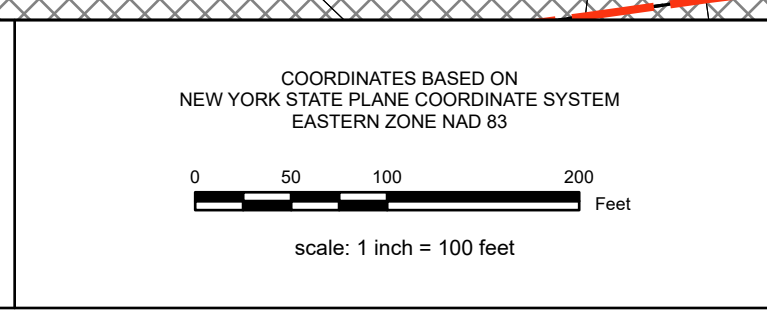 COORDINATES BASED ON
NEW YORK STATE PLANE COORDINATE SYSTEM
EASTERN ZONE NAD 83
0 50 100 200
Feet
scale: 1 inch = 100 feet